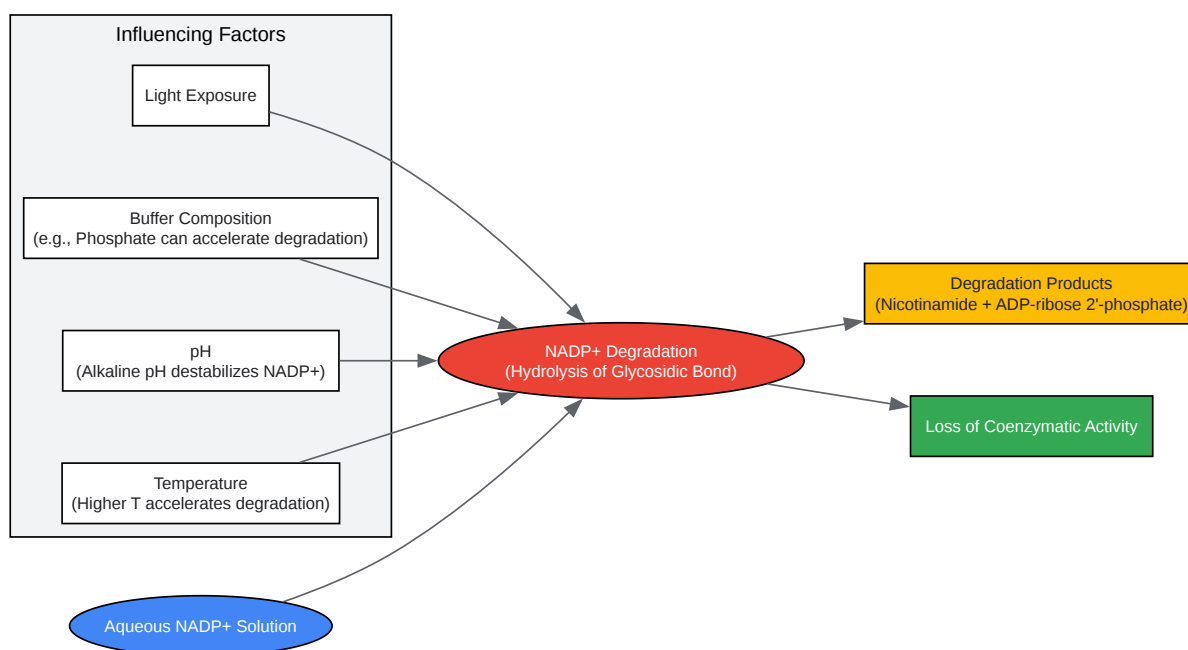 Influencing Factors
Light Exposure
Buffer Composition
(e.g., Phosphate can accelerate degradation)
pH
(Alkaline pH destabilizes NADP+)
Temperature
(Higher T accelerates degradation)
Aqueous NADP+ Solution
NADP+ Degradation
(Hydrolysis of Glycosidic Bond)
Degradation Products
(Nicotinamide + ADP-ribose 2'-phosphate)
Loss of Coenzymatic Activity